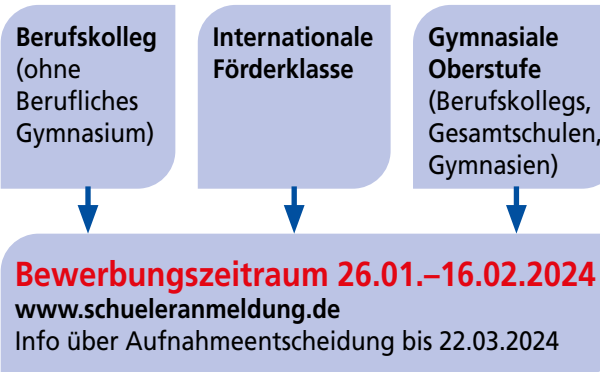 Berufskolleg
(ohne
Berufliches
Gymnasium)
Internationale
Förderklasse
Gymnasiale
Oberstufe
(Berufskollegs,
Gesamtschulen,
Gymnasien)
Bewerbungszeitraum 26.01.–16.02.2024
www.schueleranmeldung.de
Info über Aufnahmeentscheidung bis 22.03.2024